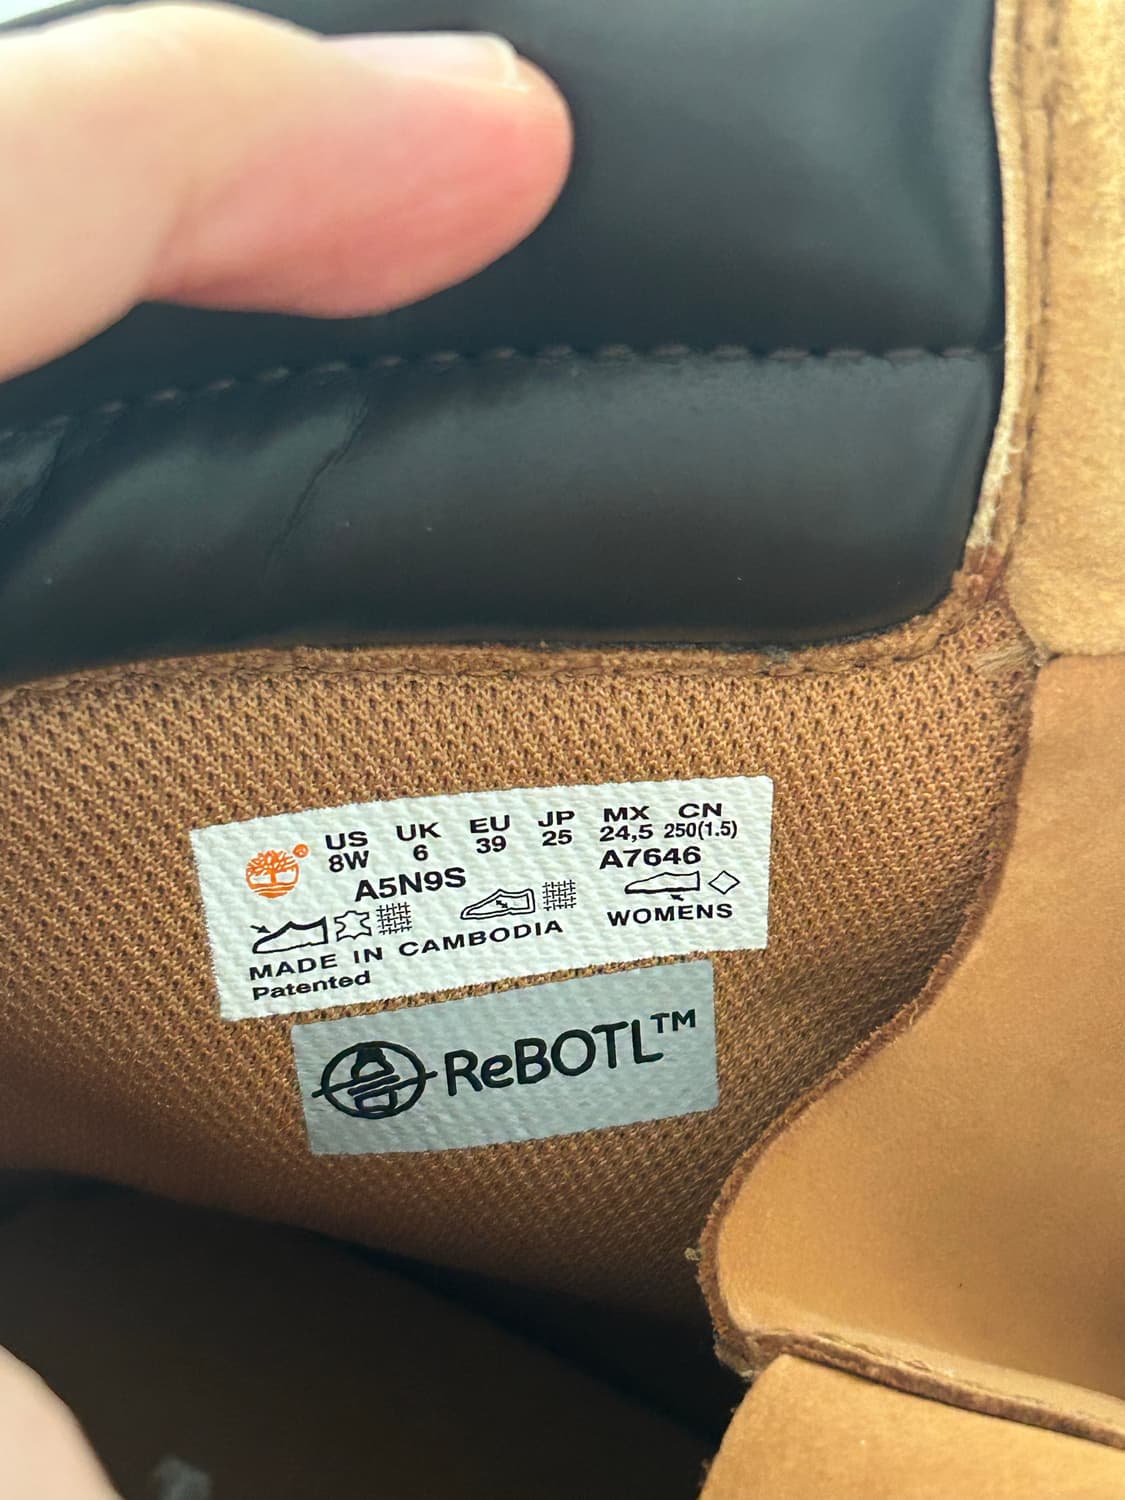 US UK EU JP MX CN
8W 6 39 25 24,5 250(1.5)
A5N9S A7646
WOMENS
MADE IN CAMBODIA
Patented
ReBOTL™